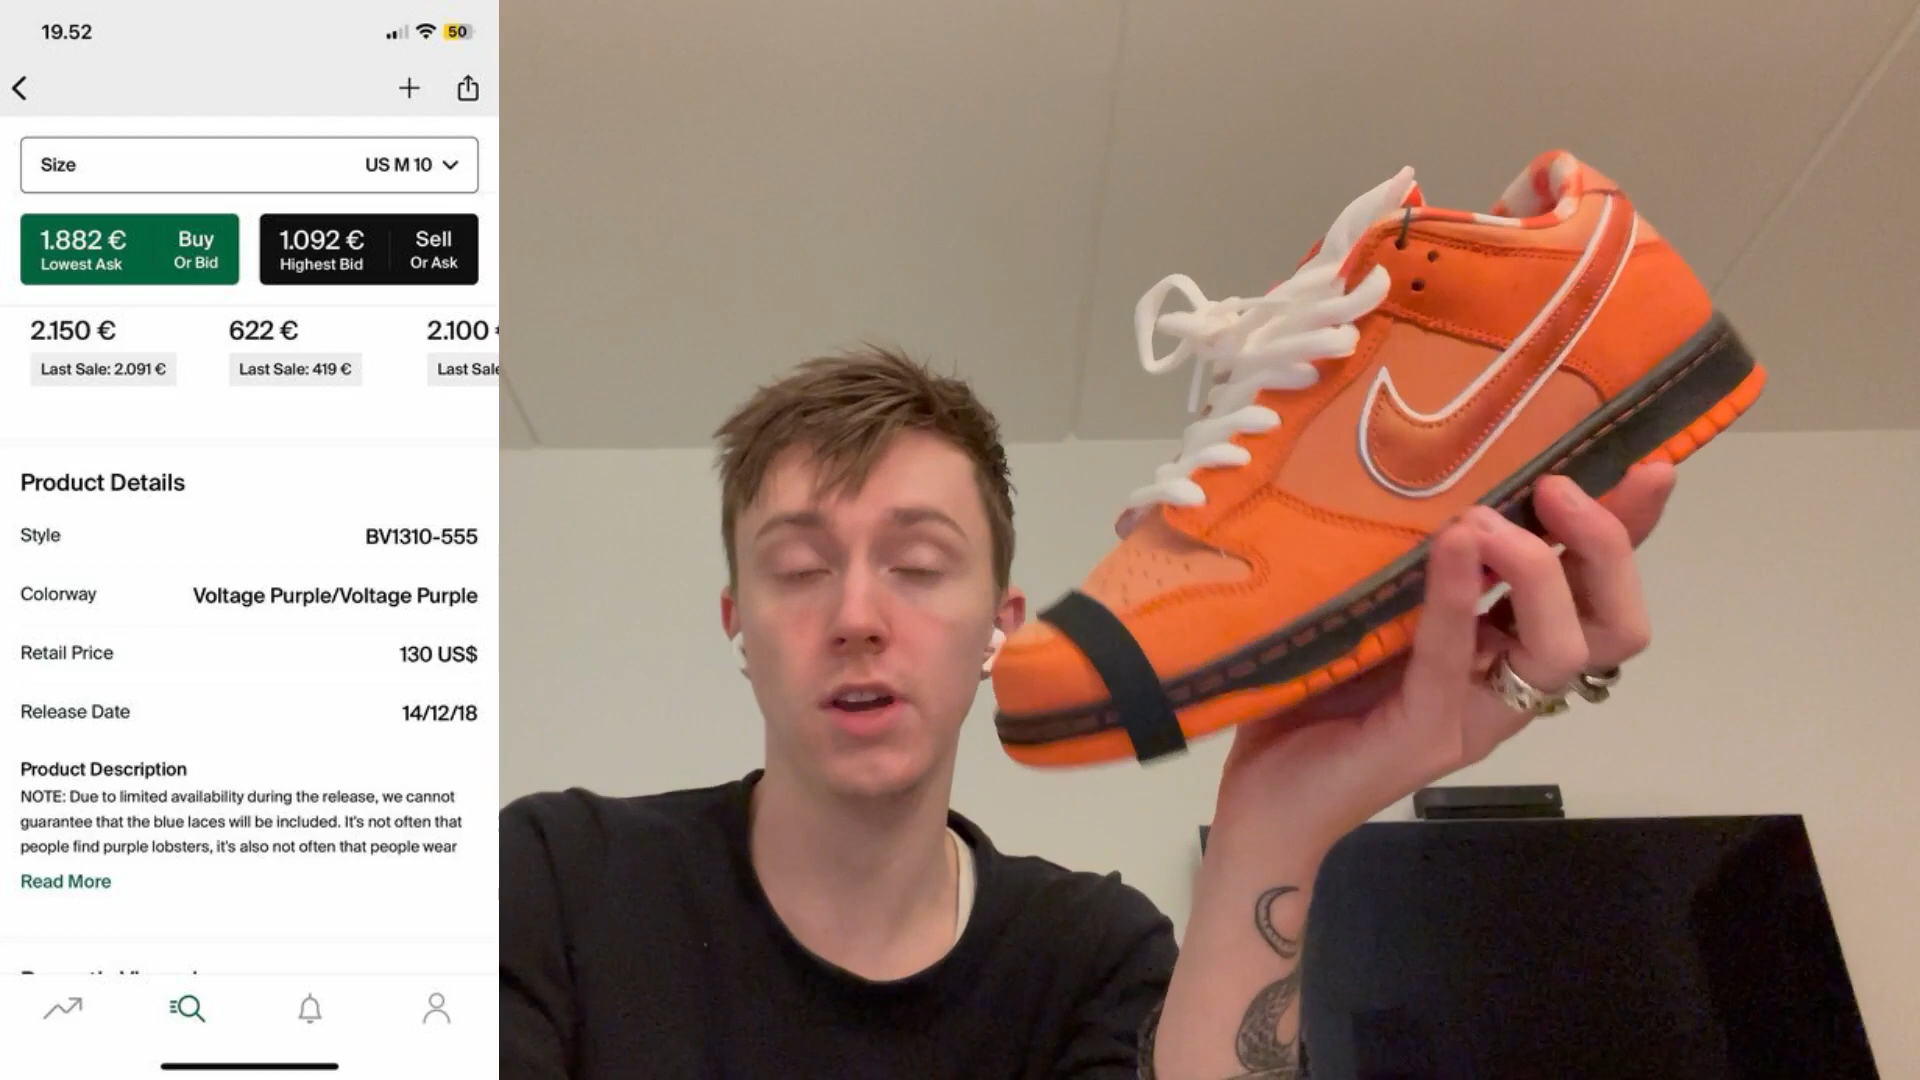 19.52
50
Size
US M 10
1.882 €
Lowest Ask
Buy
Or Bid
1.092 €
Highest Bid
Sell
Or Ask
2.150 €
622 €
2.100
Last Sale: 2.091 €
Last Sale: 419 €
Last Sale
Product Details
Style
BV1310-555
Colorway
Voltage Purple/Voltage Purple
Retail Price
130 US$
Release Date
14/12/18
Product Description
NOTE: Due to limited availability during the release, we cannot
guarantee that the blue laces will be included. It's not often that
people find purple lobsters, it's also not often that people wear
Read More